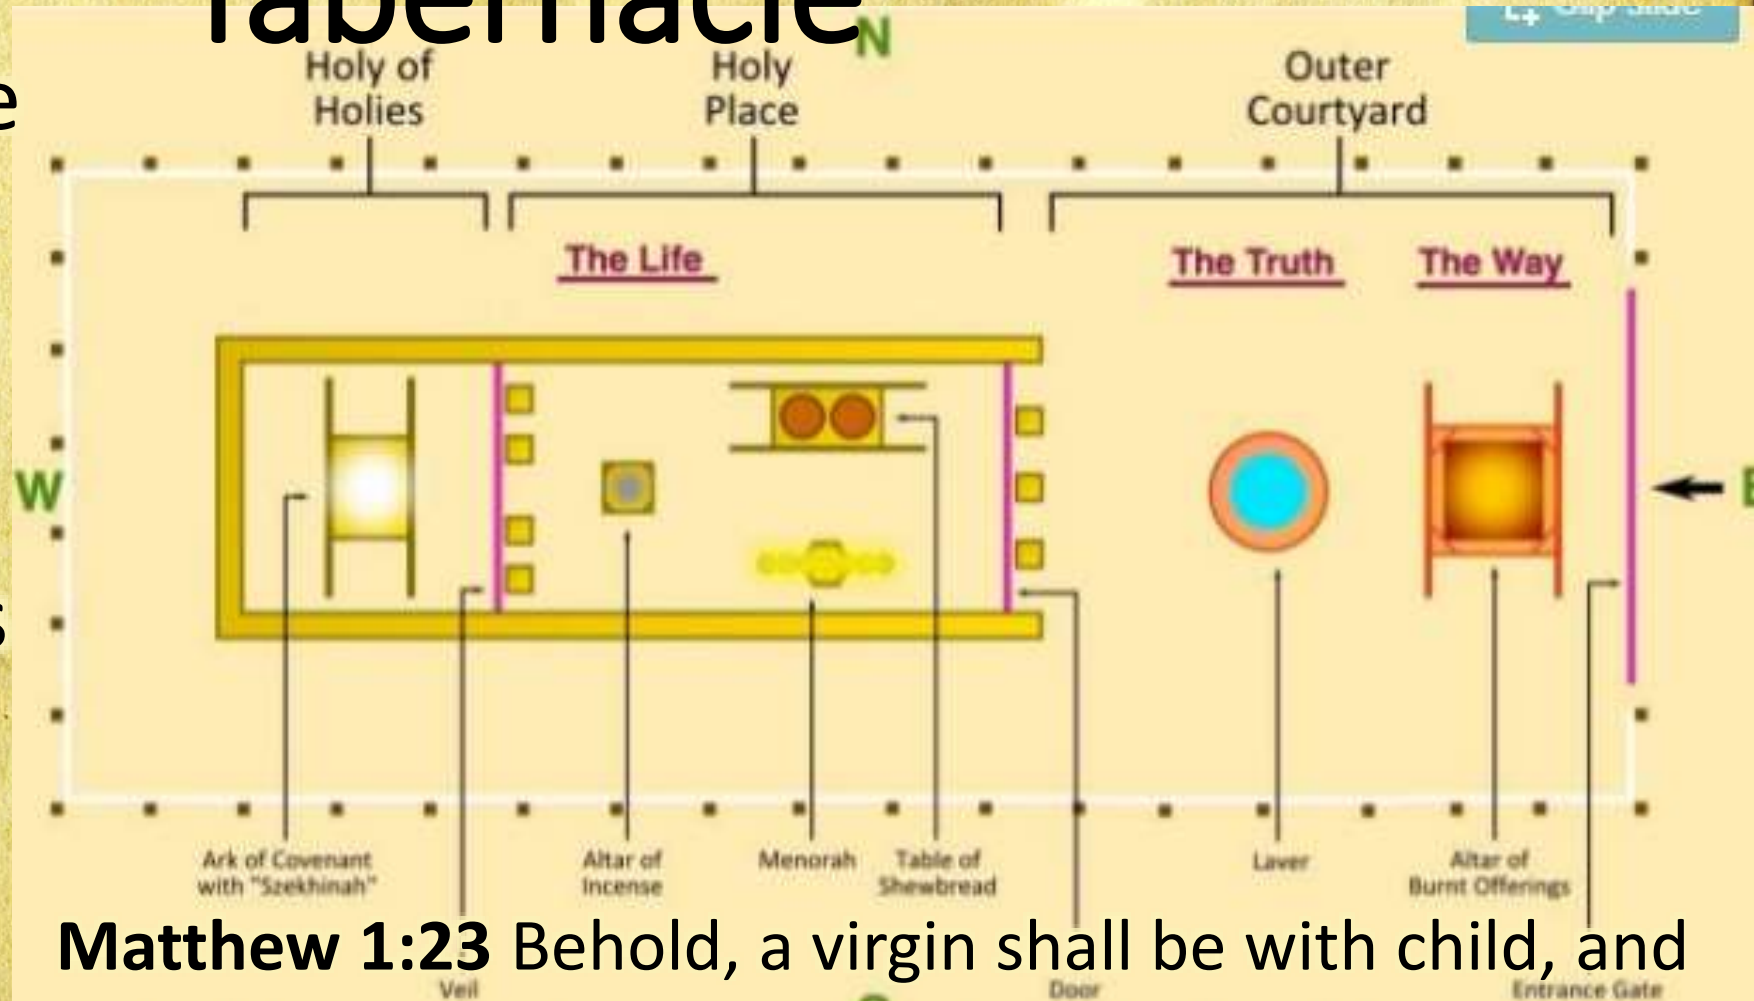 Tabernacle
Clip Slide
N
Holy of
Holies
Holy
Place
Outer
Courtyard
e
The Life
The Truth
The Way
W
E
s
Ark of Covenant
with "Szekhinah"
Altar of
Incense
Menorah
Table of
Shewbread
Laver
Altar of
Burnt Offerings
Matthew 1:23 Behold, a virgin shall be with child, and
Veil
Door
Entrance Gate